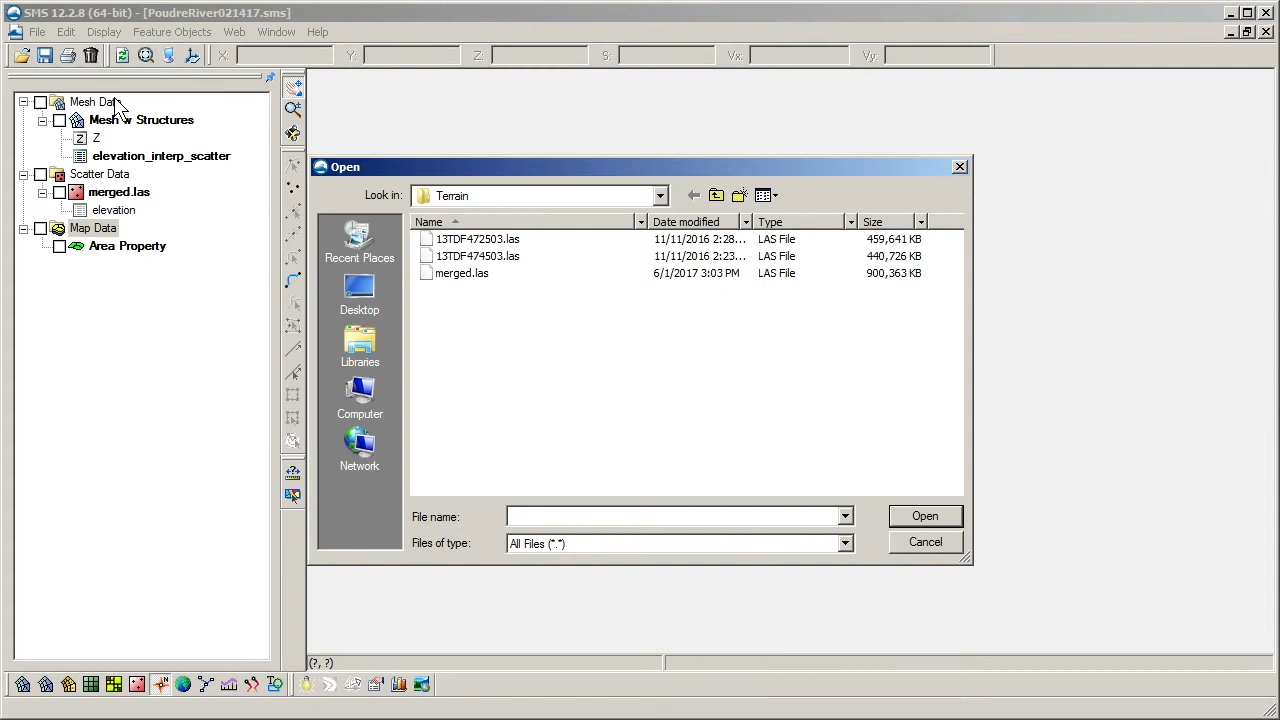 SMS 12.2.8 (64-bit) - [PoudreRiver021417.sms]
File Edit Display Feature Objects Web Window Help
X: Y: Z: S: Vx: Vy:
Mesh Data
Mesh w Structures
Z
elevation_interp_scatter
Scatter Data
merged.las
elevation
Map Data
Area Property
Open
Look in: Terrain
Name Date modified Type Size
13TDF472503.las 11/11/2016 2:28... LAS File 459,641 KB
13TDF474503.las 11/11/2016 2:23... LAS File 440,726 KB
merged.las 6/1/2017 3:03 PM LAS File 900,363 KB
Recent Places
Desktop
Libraries
Computer
Network
File name: Open
Files of type: All Files (*.*) Cancel
(?, ?)